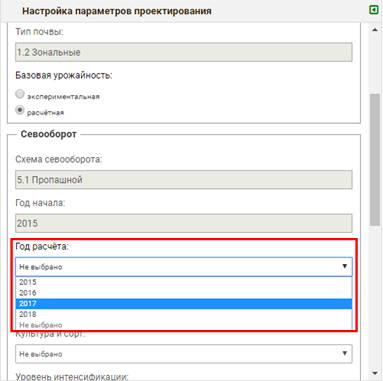 Настройка параметров проектирования
Тип почвы:
1.2 Зональные
Базовая урожайность:
экспериментальная
расчётная
Севооборот
Схема севооборота:
5.1 Пропашной
Год начала:
2015
Год расчёта:
Не выбрано
2015
2016
2017
2018
Не выбрано
Культура и сорт:
Не выбрано
Уровень интенсификации: